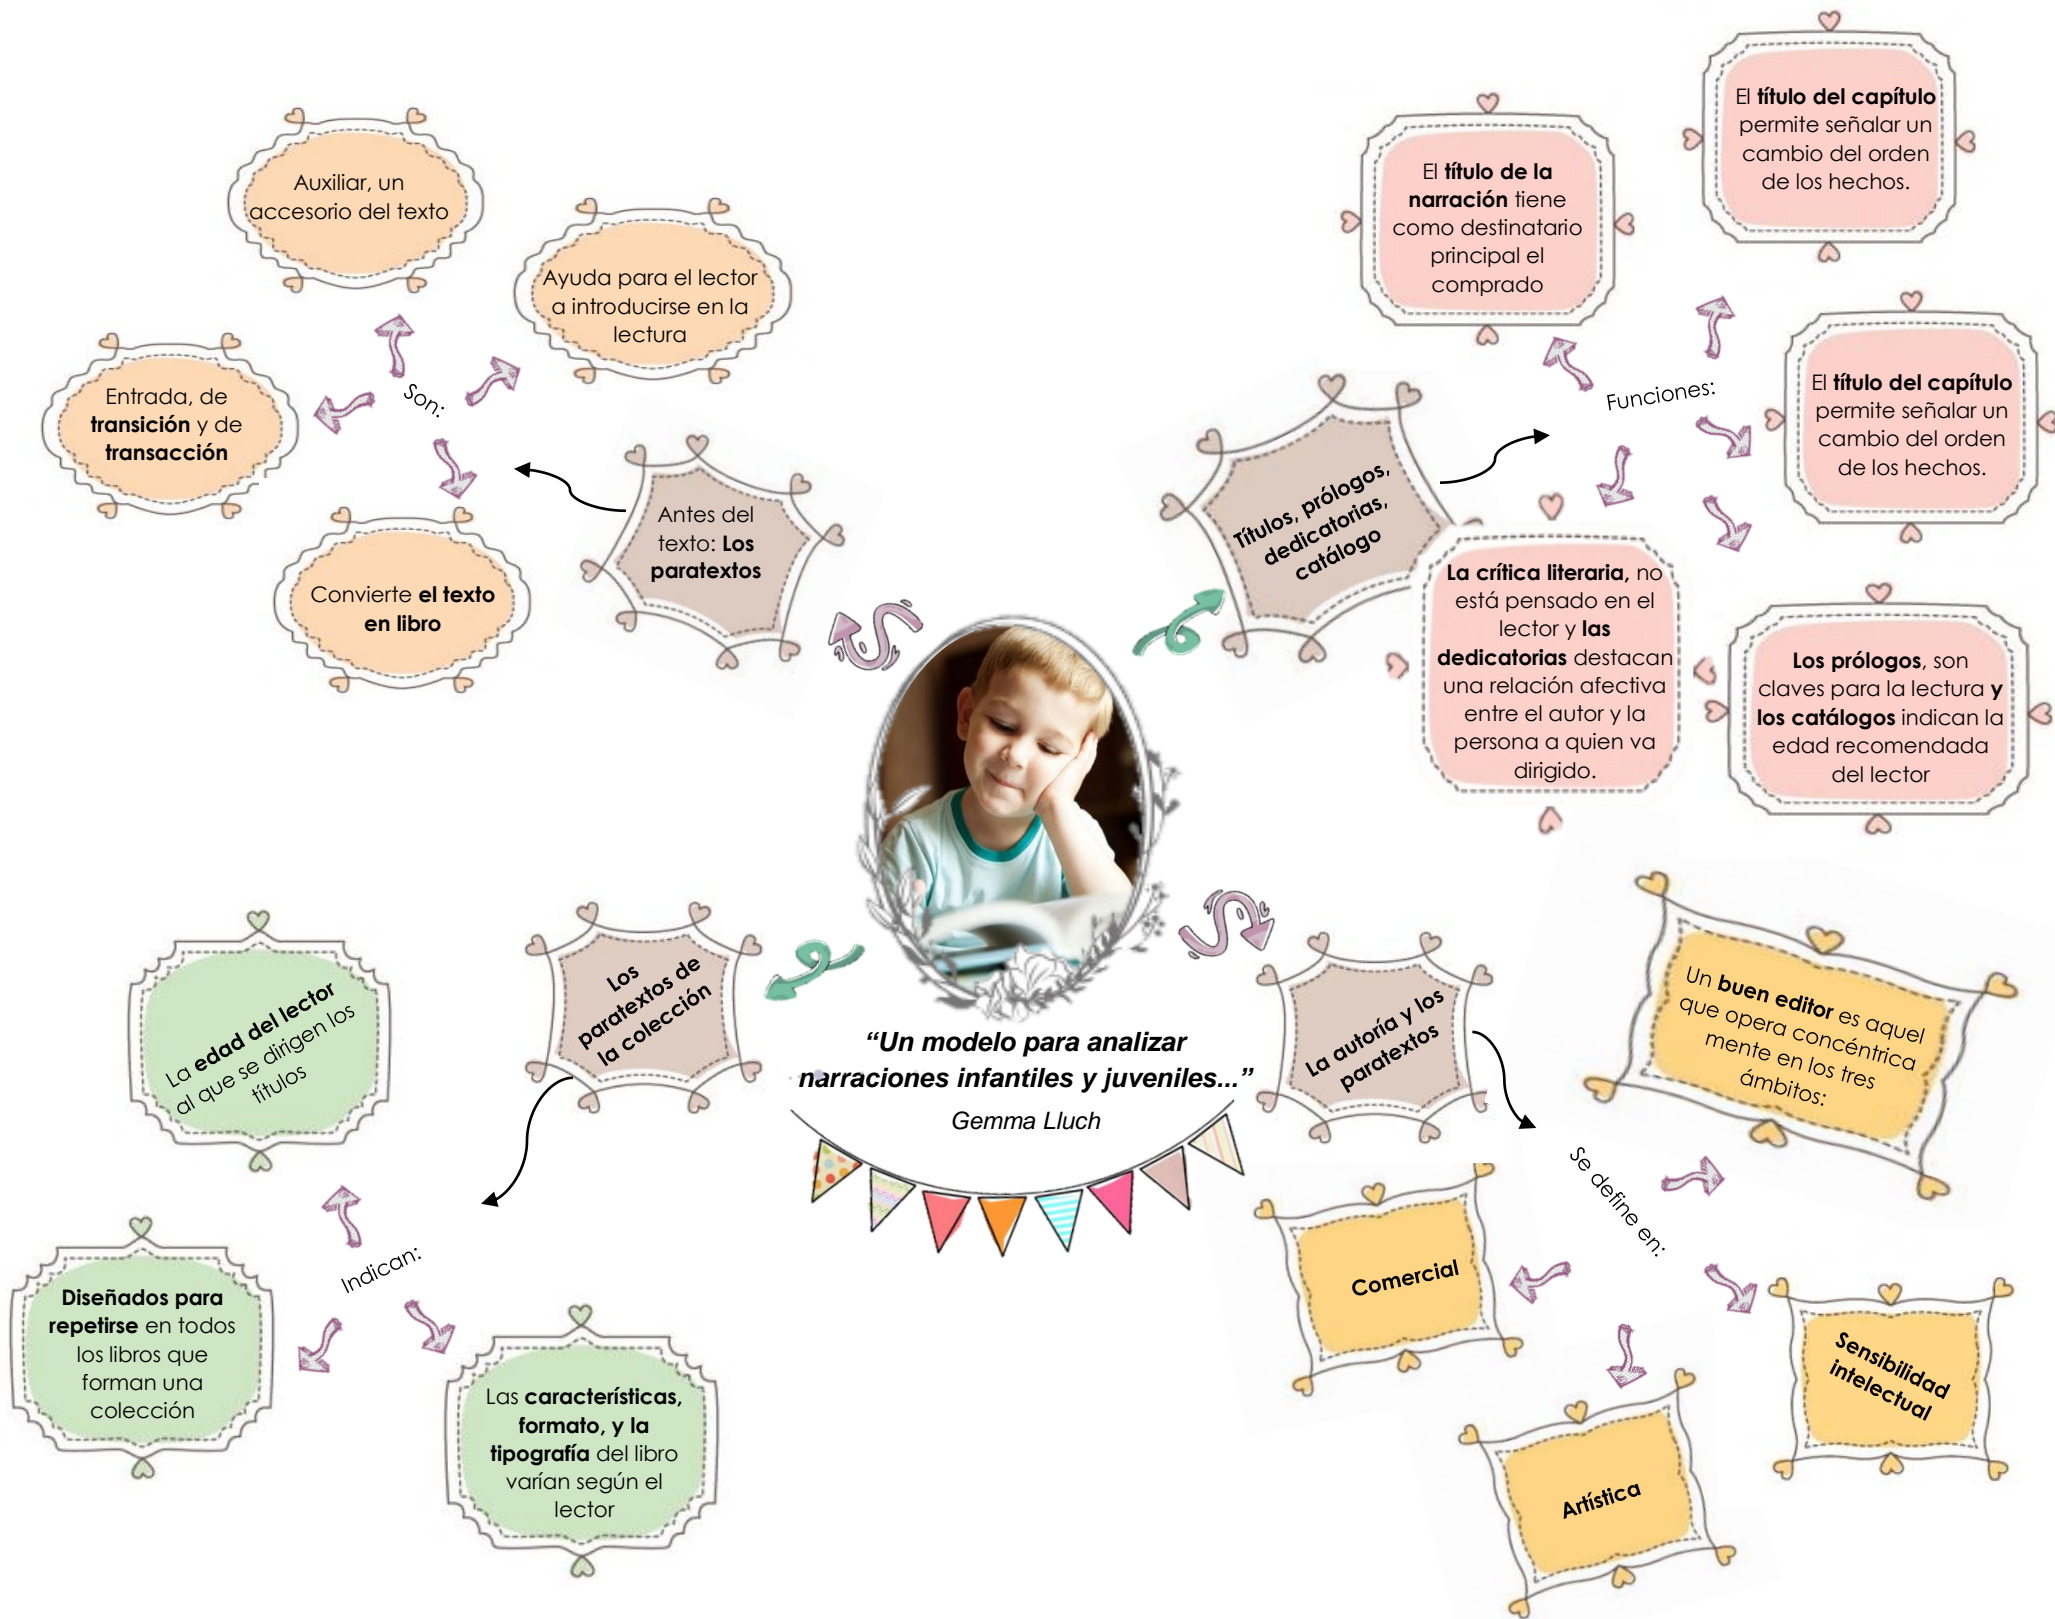 Auxiliar, un
accesorio del texto
Ayuda para el lector
a introducirse en la
lectura
Entrada, de
transición y de
transacción
Son:
Convierte el texto
en libro
Antes del
texto: Los
paratextos
El título de la
narración tiene
como destinatario
principal el
comprado
El título del capítulo
permite señalar un
cambio del orden
de los hechos.
Funciones:
El título del capítulo
permite señalar un
cambio del orden
de los hechos.
Títulos, prólogos,
dedicatorias,
catálogo
La crítica literaria, no
está pensado en el
lector y las
dedicatorias destacan
una relación afectiva
entre el autor y la
persona a quien va
dirigido.
Los prólogos, son
claves para la lectura y
los catálogos indican la
edad recomendada
del lector
“Un modelo para analizar
narraciones infantiles y juveniles...”
Gemma Lluch
Los
paratextos de
la colección
La edad del lector
al que se dirigen los
títulos
Indican:
Diseñados para
repetirse en todos
los libros que
forman una
colección
Las características,
formato, y la
tipografía del libro
varían según el
lector
La autoría y los
paratextos
Un buen editor es aquel
que opera concéntrica
mente en los tres
ámbitos:
Se define en:
Comercial
Sensibilidad
intelectual
Artística